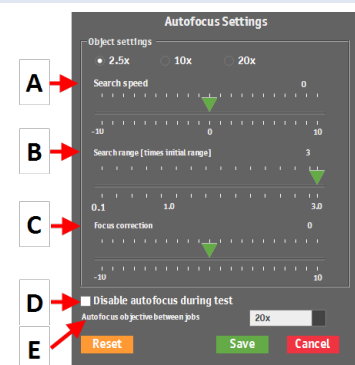 Autofocus Settings
Object settings
2.5x 10x 20x
A
Search speed 0
-10 0 10
B
Search range [times initial range] 3
0.1 1.0 3.0
C
Focus correction 0
-10 10
D
Disable autofocus during test
Autofocus objective between jobs 20x
E
Reset Save Cancel